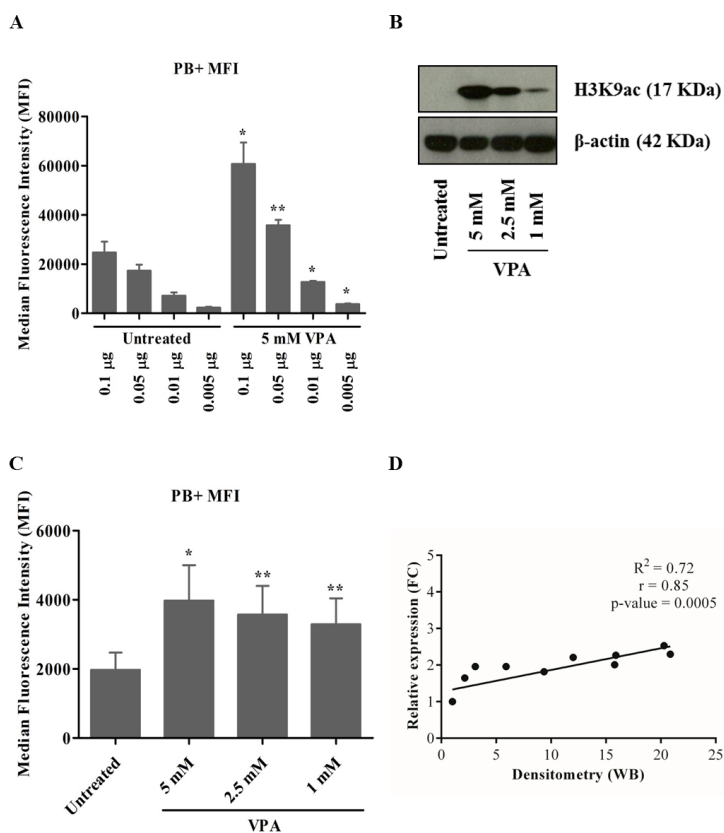 A
PB+ MFI
Median Fluorescence Intensity (MFI)
80000
60000
40000
20000
0
*
**
*
*
Untreated
5 mM VPA
0.1 µg
0.05 µg
0.01 µg
0.005 µg
0.1 µg
0.05 µg
0.01 µg
0.005 µg
B
H3K9ac (17 KDa)
β-actin (42 KDa)
Untreated
5 mM
2.5 mM
1 mM
VPA
C
PB+ MFI
Median Fluorescence Intensity (MFI)
6000
4000
2000
0
*
**
**
Untreated
5 mM
2.5 mM
1 mM
VPA
D
Relative expression (FC)
5
4
3
2
1
0
R² = 0.72
r = 0.85
p-value = 0.0005
0
5
10
15
20
25
Densitometry (WB)